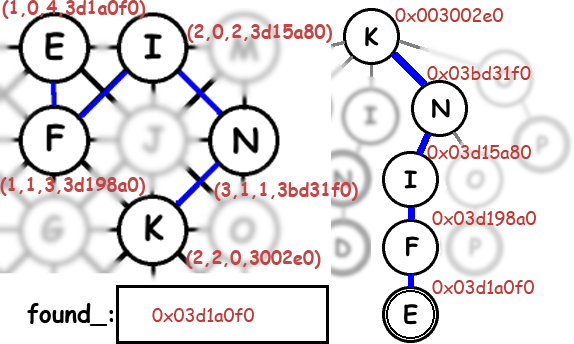 (1,0,4,3d1a0f0)
E I M
(2,0,2,3d15a80)
F J N
(1,1,3,3d198a0)
(3,1,1,3bd31f0)
G K O
(2,2,0,3002e0)
found_: 0x03d1a0f0
K 0x003002e0
0x03bd31f0
I N P
0x03d15a80
N I O
0x03d198a0
D F P
0x03d1a0f0
E